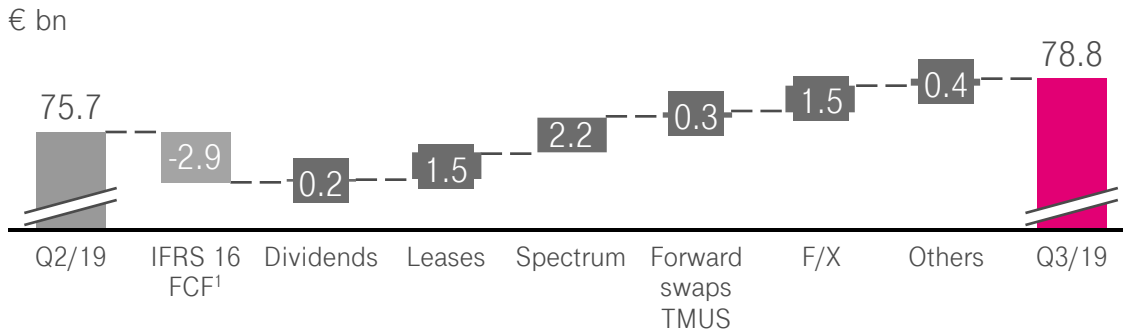 € bn
75.7
-2.9
0.2
1.5
2.2
0.3
1.5
0.4
78.8
Q2/19
IFRS 16
FCF¹
Dividends
Leases
Spectrum
Forward
swaps
TMUS
F/X
Others
Q3/19